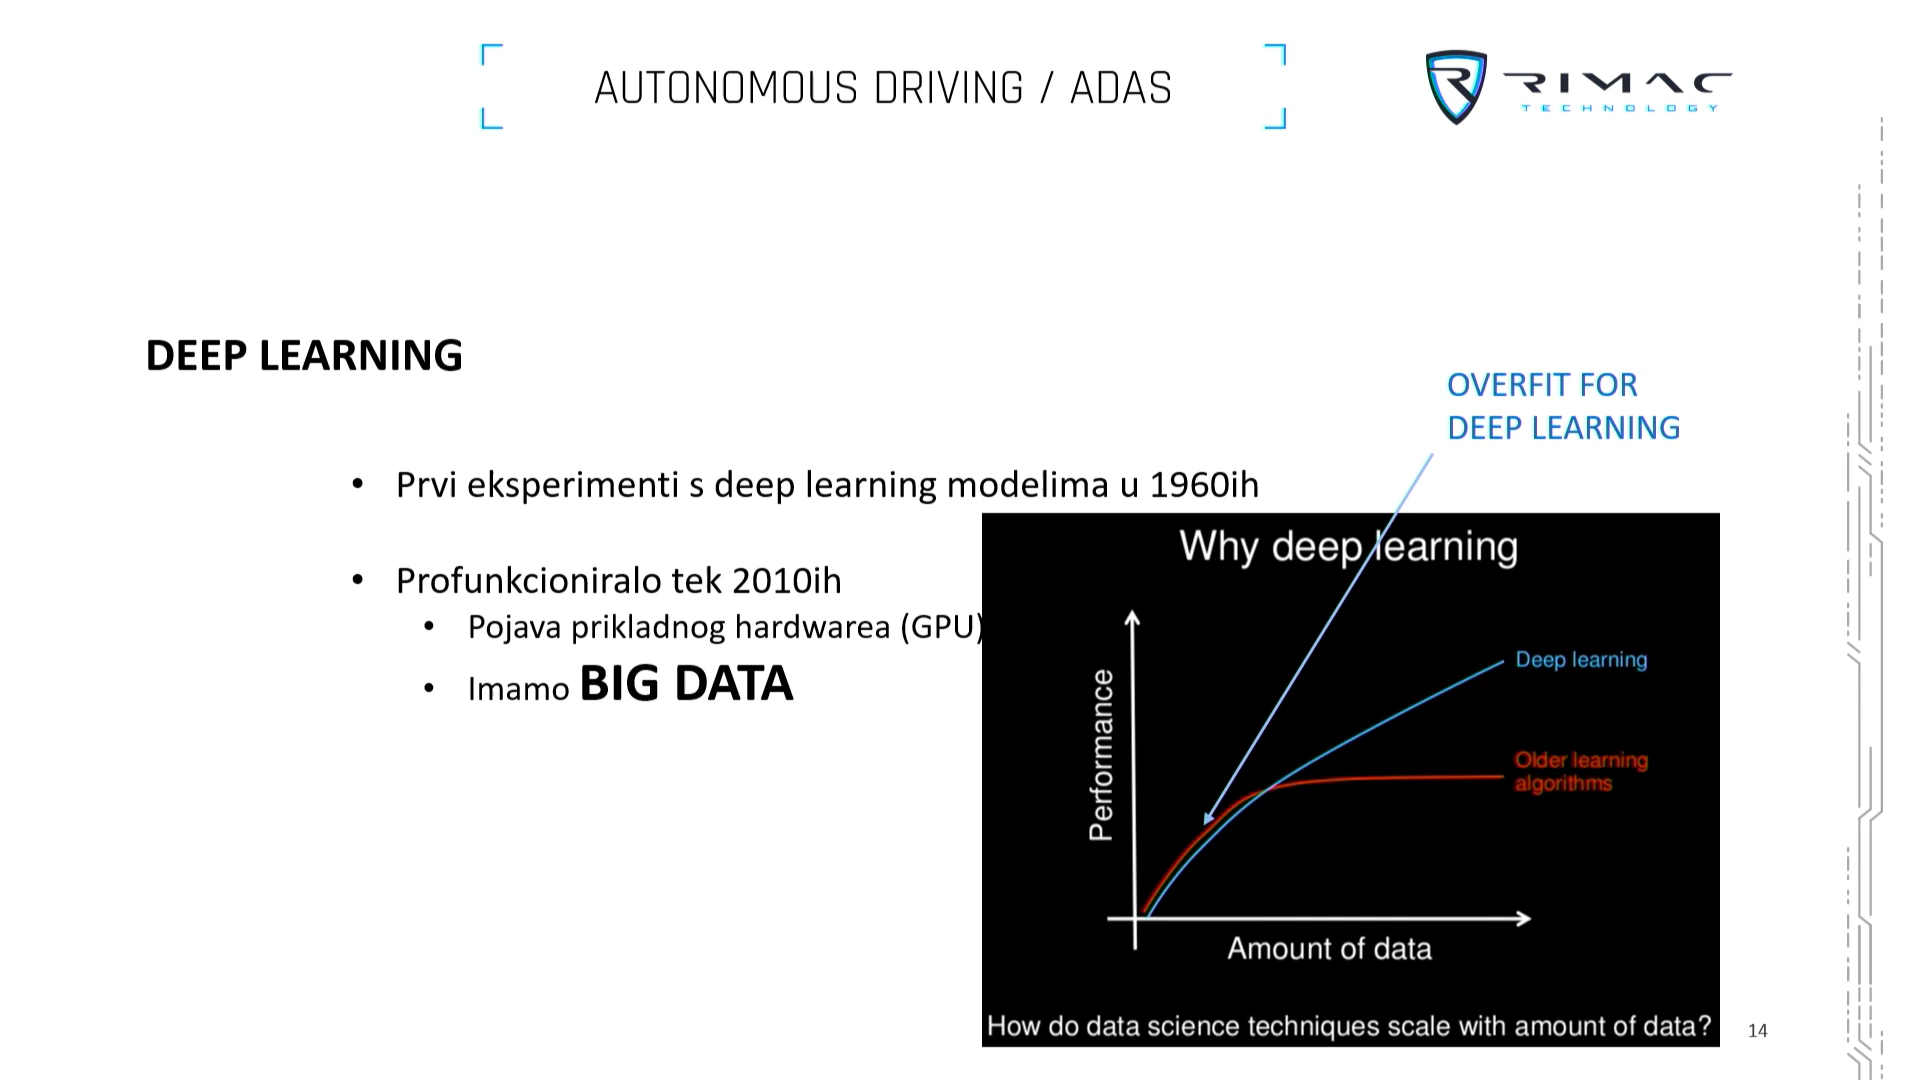 AUTONOMOUS DRIVING / ADAS
RIMAC
TECHNOLOGY
DEEP LEARNING
OVERFIT FOR
DEEP LEARNING
• Prvi eksperimenti s deep learning modelima u 1960ih
• Profunkcioniralo tek 2010ih
• Pojava prikladnog hardwarea (GPU)
• Imamo BIG DATA
Why deep learning
Performance
Deep learning
Older learning
algorithms
Amount of data
How do data science techniques scale with amount of data?
14